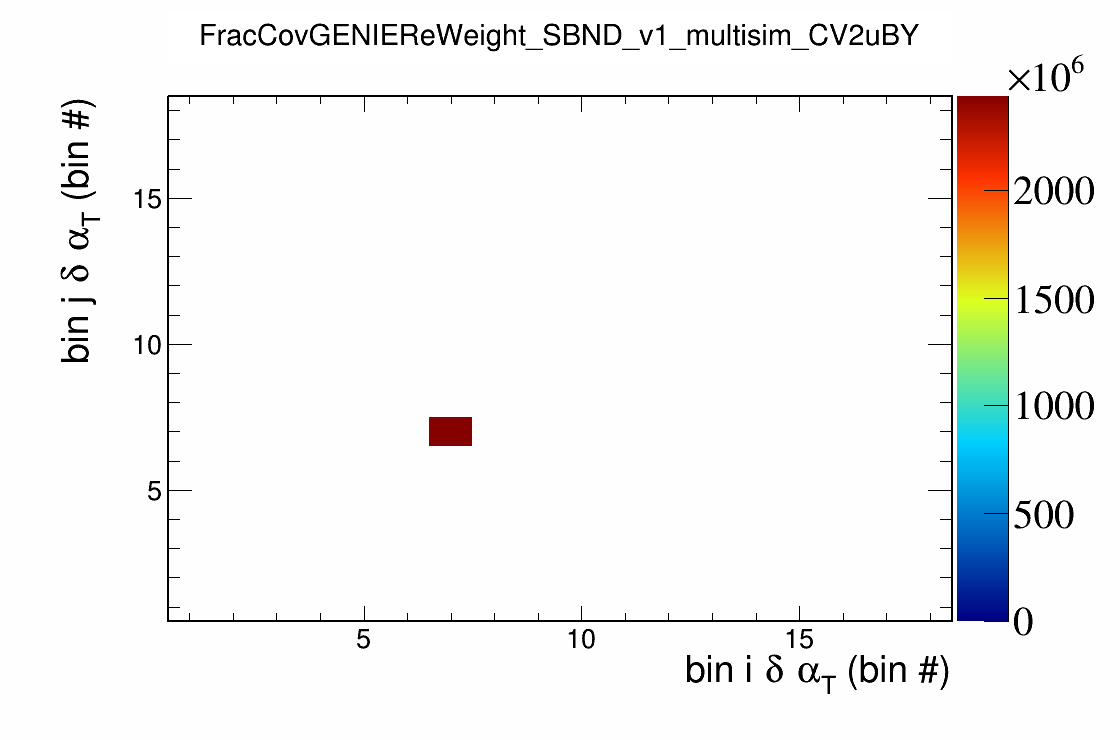 FracCovGENIEReWeight_SBND_v1_multisim_CV2uBY
×10⁶
bin j δ α_T (bin #)
15
10
5
2000
1500
1000
500
0
5 10 15
bin i δ α_T (bin #)